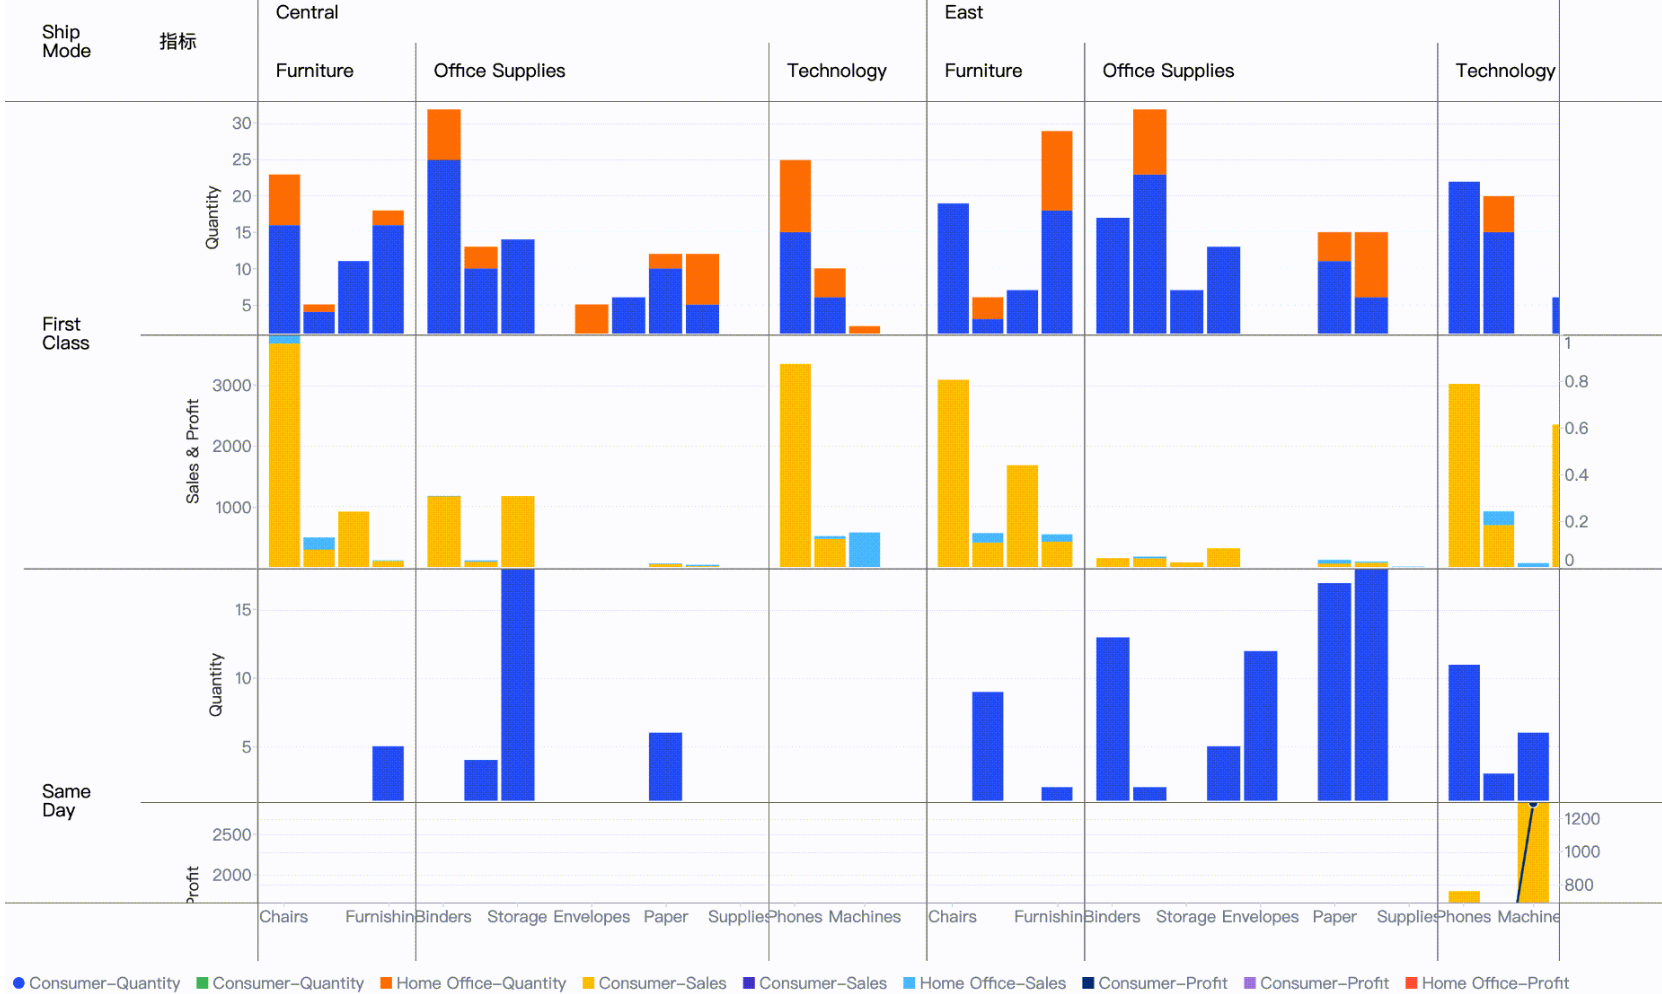 Central
East
Ship
Mode
指标
Furniture
Office Supplies
Technology
Furniture
Office Supplies
Technology
First
Class
Quantity
30
25
20
15
10
5
Sales & Profit
3000
2000
1000
1
0.8
0.6
0.4
0.2
0
Same
Day
Quantity
15
10
5
Profit
2500
2000
1200
1000
800
Chairs
Furnishin
Binders
Storage
Envelopes
Paper
Supplies
Phones
Machines
Chairs
Furnishin
Binders
Storage
Envelopes
Paper
Supplies
Phones
Machine
Consumer-Quantity
Consumer-Quantity
Home Office-Quantity
Consumer-Sales
Consumer-Sales
Home Office-Sales
Consumer-Profit
Consumer-Profit
Home Office-Profit